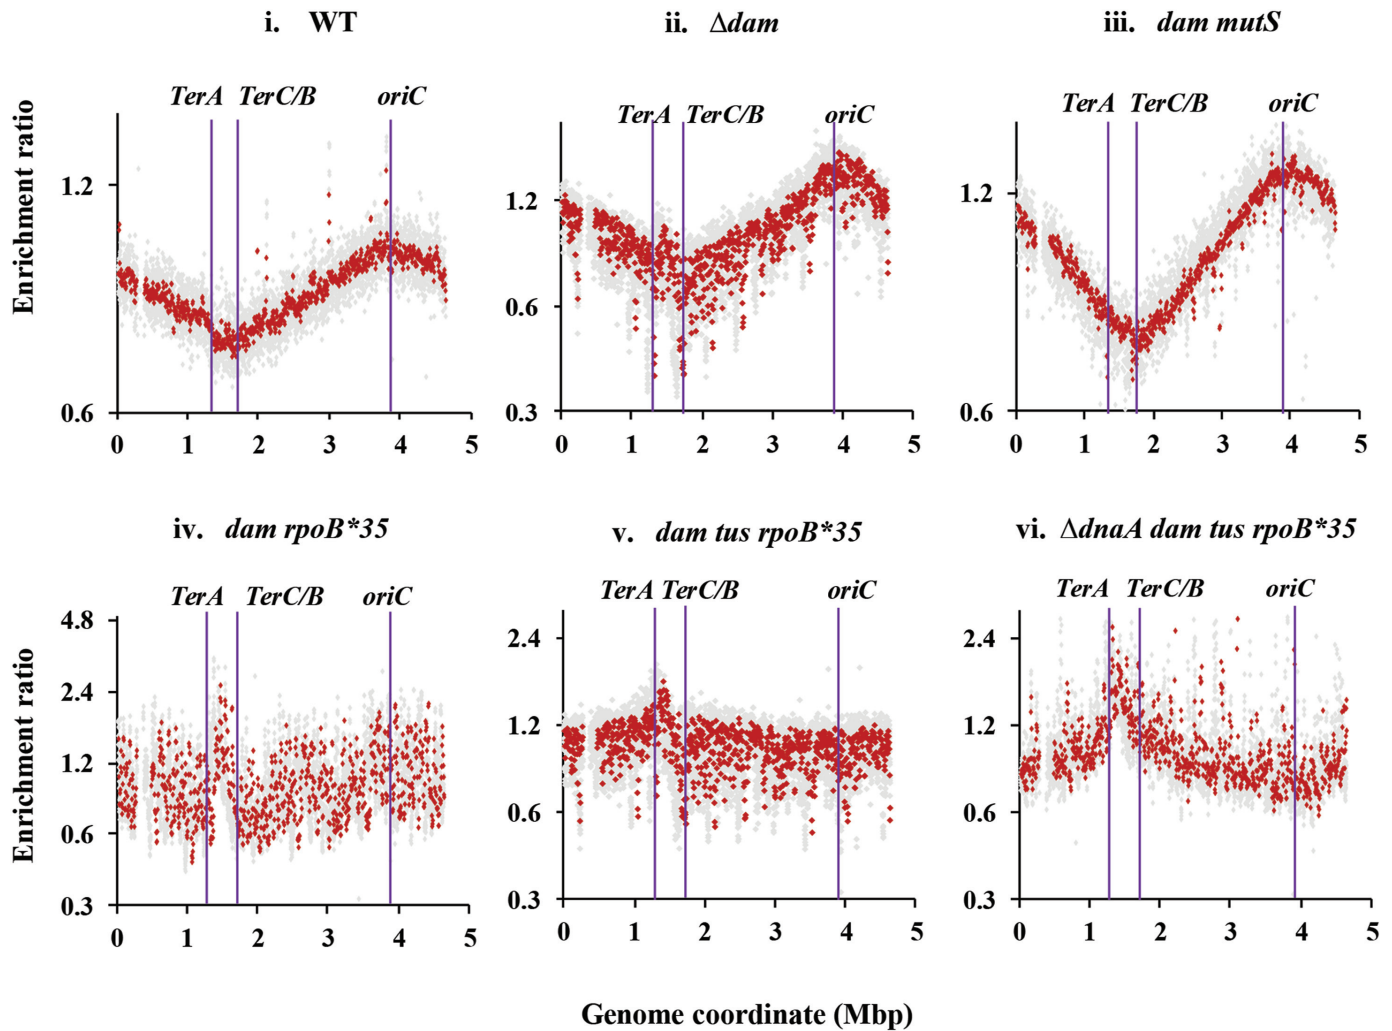 i. WT
ii. Δdam
iii. dam mutS
TerA TerC/B oriC
TerA TerC/B oriC
TerA TerC/B oriC
Enrichment ratio
1.2
0.6
1.2
0.6
0.3
1.2
0.6
0 1 2 3 4 5
0 1 2 3 4 5
0 1 2 3 4 5
iv. dam rpoB*35
v. dam tus rpoB*35
vi. ΔdnaA dam tus rpoB*35
TerA TerC/B oriC
TerA TerC/B oriC
TerA TerC/B oriC
Enrichment ratio
4.8
2.4
1.2
0.6
0.3
2.4
1.2
0.6
0.3
2.4
1.2
0.6
0.3
0 1 2 3 4 5
0 1 2 3 4 5
0 1 2 3 4 5
Genome coordinate (Mbp)